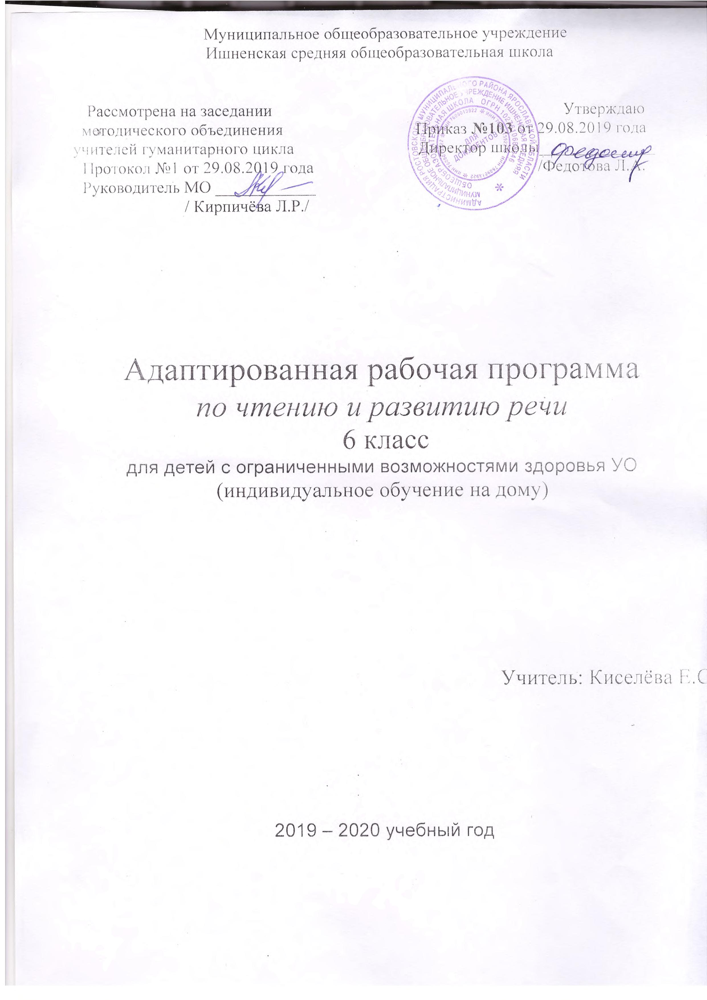 Муниципальное общеобразовательное учреждение
Ишненская средняя общеобразовательная школа
Рассмотрена на заседании
методического объединения
учителей гуманитарного цикла
Протокол №1 от 29.08.2019 года
Руководитель МО
/ Кирпичёва Л.Р./
Утверждаю
Приказ №103 от 29.08.2019 года
Директор школы
/Федотова Л.А.
АДМИНИСТРАЦИЯ РОСТОВСКОГО МУНИЦИПАЛЬНОГО РАЙОНА ЯРОСЛАВСКОЙ ОБЛАСТИ
МУНИЦИПАЛЬНОЕ ОБЩЕОБРАЗОВАТЕЛЬНОЕ УЧРЕЖДЕНИЕ ИШНЕНСКАЯ СРЕДНЯЯ
ОБЩЕОБРАЗОВАТЕЛЬНАЯ ШКОЛА ОГРН
ИНН 7609013922
ДЛЯ
ДОКУМЕНТОВ
Адаптированная рабочая программа
по чтению и развитию речи
6 класс
для детей с ограниченными возможностями здоровья УО
(индивидуальное обучение на дому)
Учитель: Киселёва Е.С
2019 – 2020 учебный год